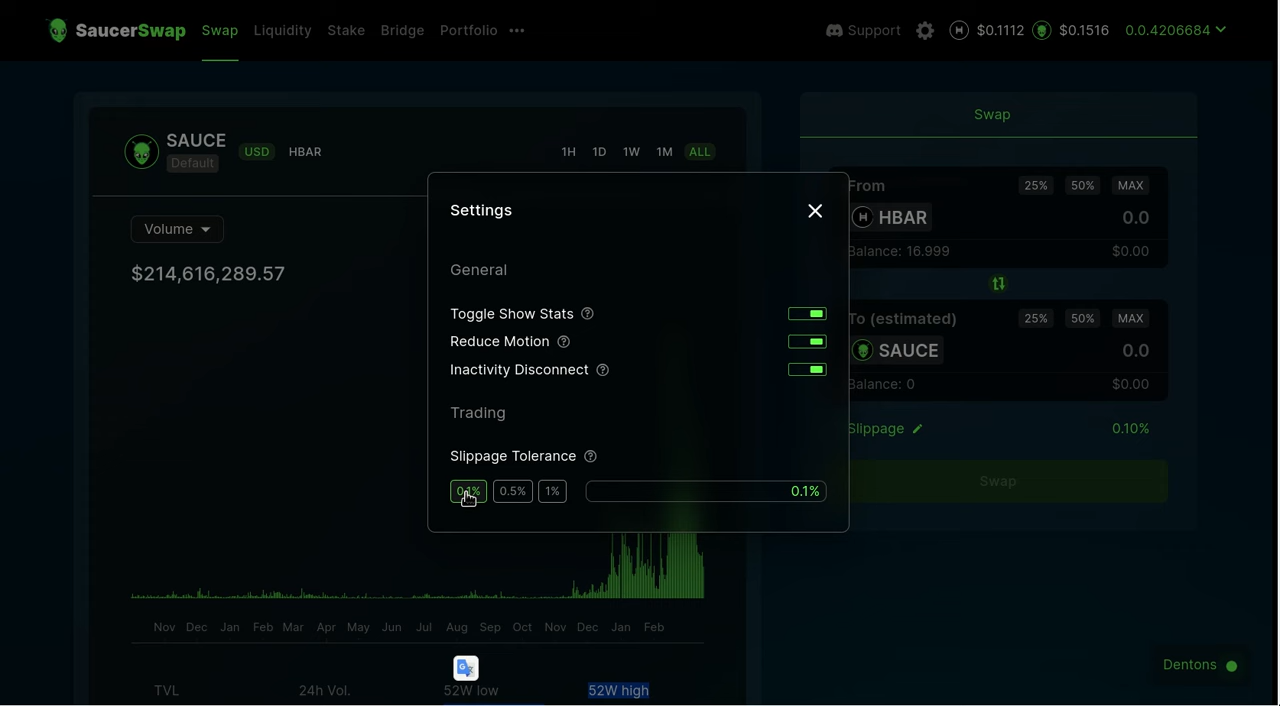 SaucerSwap Swap Liquidity Stake Bridge Portfolio ••• Support $0.1112 $0.1516 0.0.4206684
SAUCE USD HBAR 1H 1D 1W 1M ALL
Default
Volume
$214,616,289.57
Nov Dec Jan Feb Mar Apr May Jun Jul Aug Sep Oct Nov Dec Jan Feb
TVL 24h Vol. 52W low 52W high
Settings
General
Toggle Show Stats
Reduce Motion
Inactivity Disconnect
Trading
Slippage Tolerance
0.1% 0.5% 1% 0.1%
Swap
From 25% 50% MAX
HBAR 0.0
Balance: 16.999 $0.00
To (estimated) 25% 50% MAX
SAUCE 0.0
Balance: 0 $0.00
Slippage 0.10%
Swap
Dentons